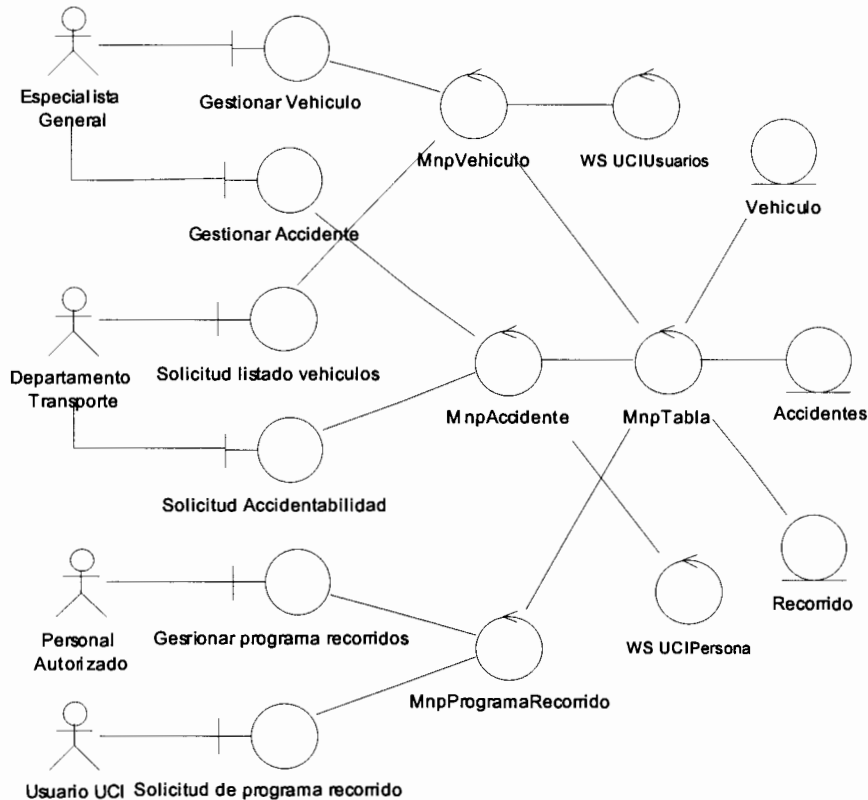 Especialista
General
Gestionar Vehiculo
MnpVehiculo
WS UCIUsuarios
Vehiculo
Gestionar Accidente
Departamento
Transporte
Solicitud listado vehiculos
MnpAccidente
MnpTabla
Accidentes
Solicitud Accidentabilidad
Personal
Autorizado
Gesrionar programa recorridos
WS UCIPersona
Recorrido
MnpProgramaRecorrido
Usuario UCI
Solicitud de programa recorrido